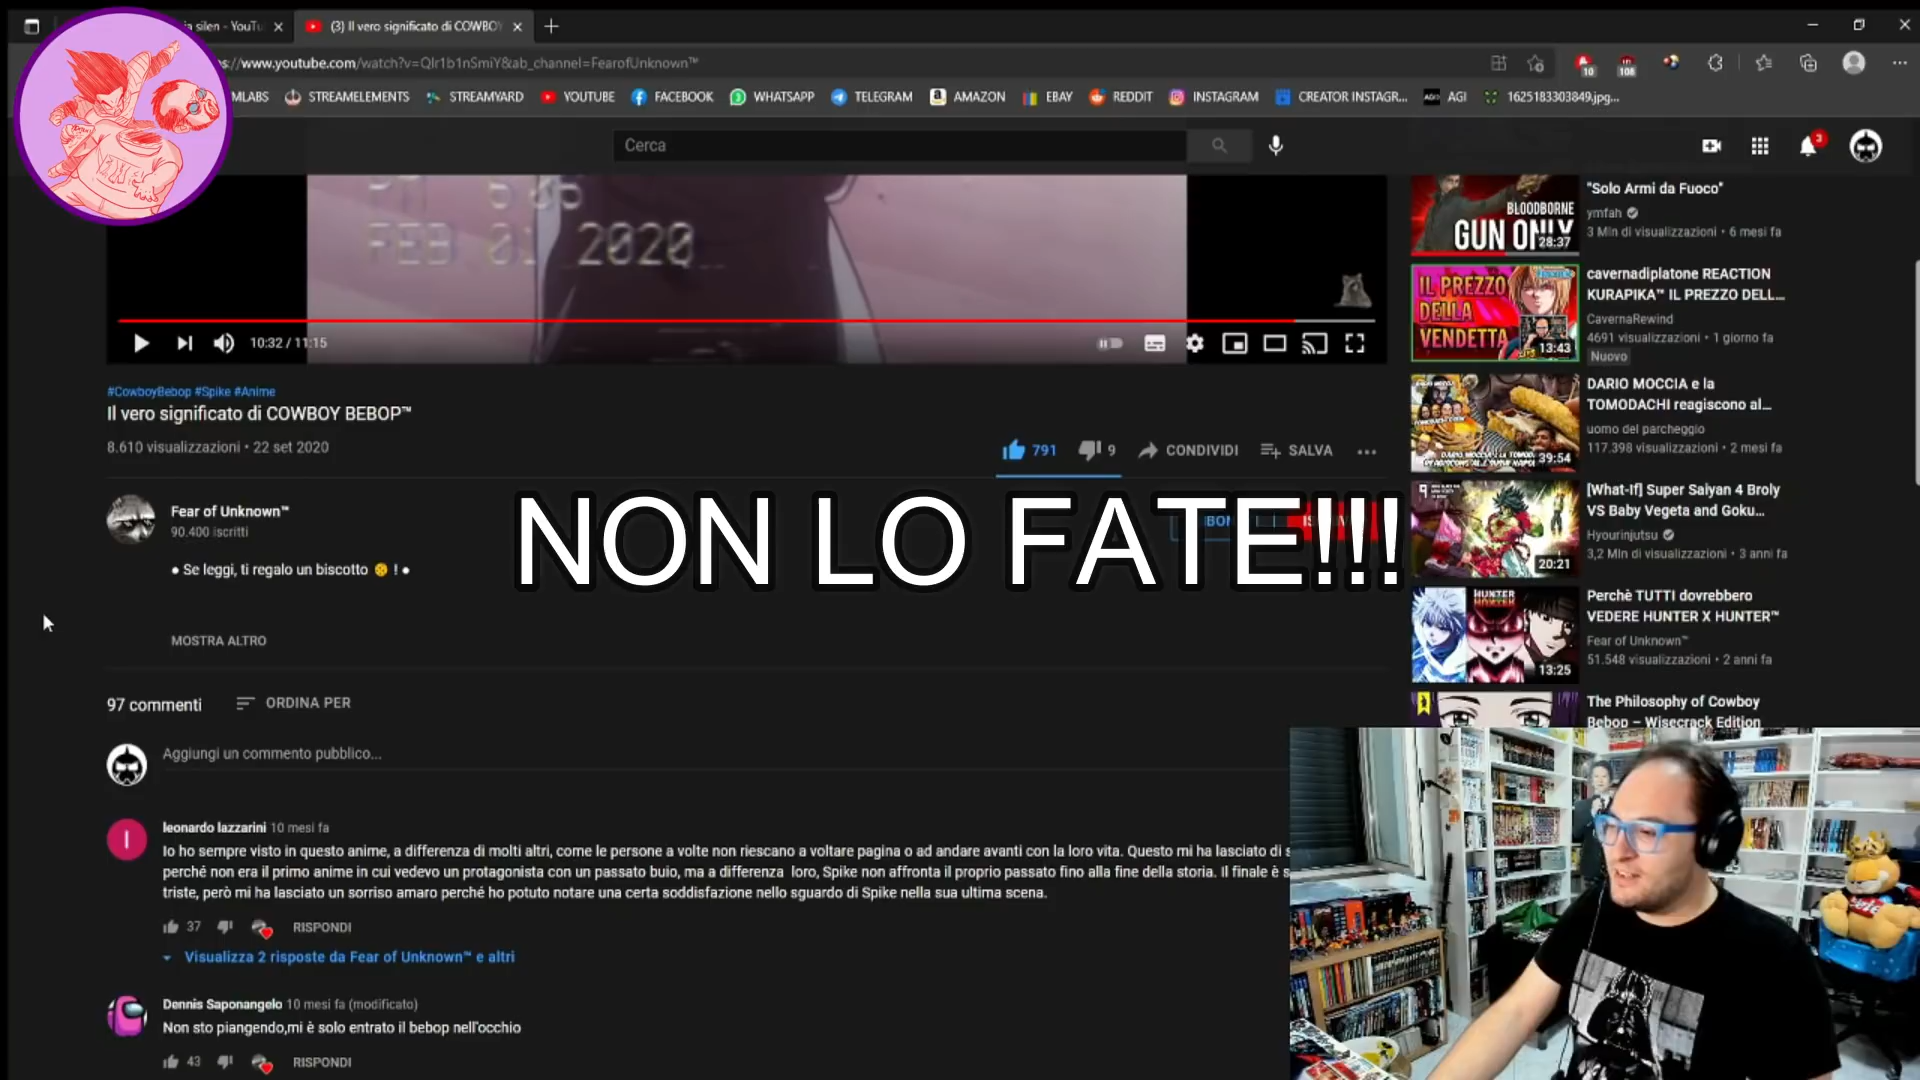 ia silen - YouTu
(3) Il vero significato di COWBOY
www.youtube.com/watch?v=QIr1b1nSmiY&ab_channel=FearofUnknown™
10
108
MLABS
STREAMELEMENTS
STREAMYARD
YOUTUBE
FACEBOOK
WHATSAPP
TELEGRAM
AMAZON
EBAY
REDDIT
INSTAGRAM
CREATOR INSTAGR...
AGI
1625183303849.jpg...
Cerca
3
FEB 01 2020
10:32 / 11:15
#CowboyBebop #Spike #Anime
Il vero significato di COWBOY BEBOP™
8.610 visualizzazioni • 22 set 2020
791
9
CONDIVIDI
SALVA
Fear of Unknown™
90.400 iscritti
NON LO FATE!!!
• Se leggi, ti regalo un biscotto 🍪 ! •
MOSTRA ALTRO
97 commenti
ORDINA PER
Aggiungi un commento pubblico...
leonardo lazzarini 10 mesi fa
Io ho sempre visto in questo anime, a differenza di molti altri, come le persone a volte non riescano a voltare pagina o ad andare avanti con la loro vita. Questo mi ha lasciato di s
perché non era il primo anime in cui vedevo un protagonista con un passato buio, ma a differenza loro, Spike non affronta il proprio passato fino alla fine della storia. Il finale è s
triste, però mi ha lasciato un sorriso amaro perché ho potuto notare una certa soddisfazione nello sguardo di Spike nella sua ultima scena.
37
RISPONDI
Visualizza 2 risposte da Fear of Unknown™ e altri
Dennis Saponangelo 10 mesi fa (modificato)
Non sto piangendo,mi è solo entrato il bebop nell'occhio
43
RISPONDI
BLOODBORNE
GUN ONLY
28:37
"Solo Armi da Fuoco"
ymfah
3 Mln di visualizzazioni • 6 mesi fa
IL PREZZO
DELLA
VENDETTA
13:43
cavernadiplatone REACTION
KURAPIKA™ IL PREZZO DELL...
CavernaRewind
4691 visualizzazioni • 1 giorno fa
Nuovo
39:54
DARIO MOCCIA e la
TOMODACHI reagiscono al...
uomo del parcheggio
117.398 visualizzazioni • 2 mesi fa
20:21
[What-If] Super Saiyan 4 Broly
VS Baby Vegeta and Goku...
Hyourinjutsu
3,2 Mln di visualizzazioni • 3 anni fa
HUNTER
13:25
Perchè TUTTI dovrebbero
VEDERE HUNTER X HUNTER™
Fear of Unknown™
51.548 visualizzazioni • 2 anni fa
The Philosophy of Cowboy
Bebop – Wisecrack Edition